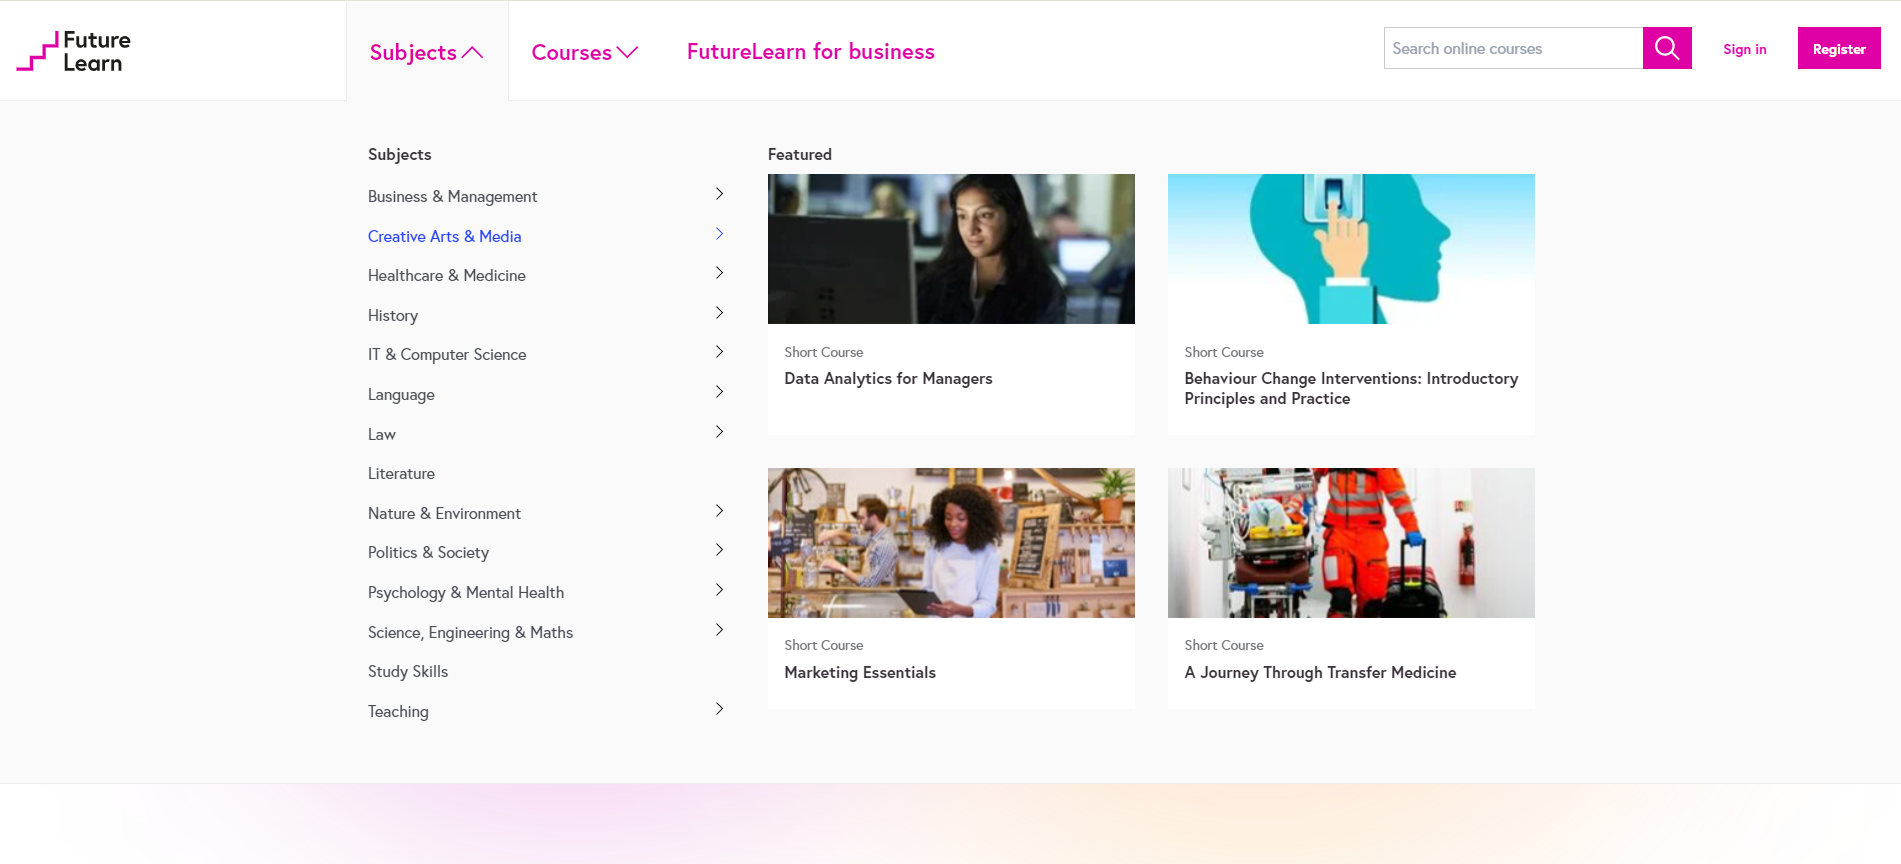 Future
Learn
Subjects
Courses
FutureLearn for business
Search online courses
Sign in
Register
Subjects
Business & Management
Creative Arts & Media
Healthcare & Medicine
History
IT & Computer Science
Language
Law
Literature
Nature & Environment
Politics & Society
Psychology & Mental Health
Science, Engineering & Maths
Study Skills
Teaching
Featured
Short Course
Data Analytics for Managers
Short Course
Behaviour Change Interventions: Introductory
Principles and Practice
Short Course
Marketing Essentials
Short Course
A Journey Through Transfer Medicine